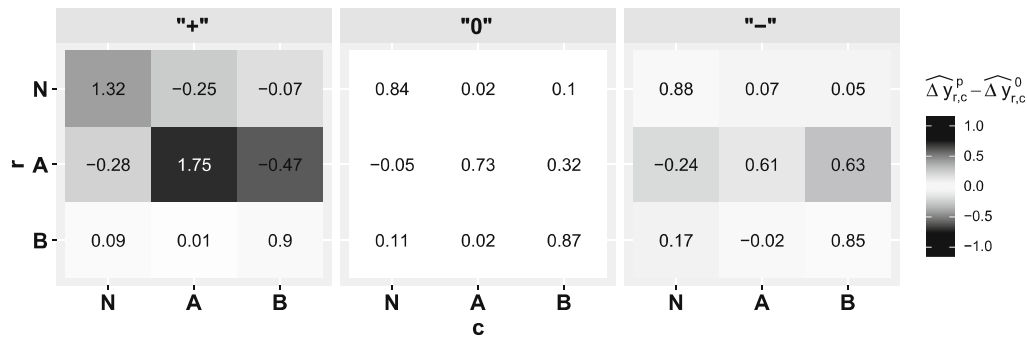 "+" "0" "−"
N 1.32 −0.25 −0.07 0.84 0.02 0.1 0.88 0.07 0.05
r A −0.28 1.75 −0.47 −0.05 0.73 0.32 −0.24 0.61 0.63
B 0.09 0.01 0.9 0.11 0.02 0.87 0.17 −0.02 0.85
N A B N A B N A B
c
Δ y^p_{r,c} − Δ y^0_{r,c}
1.0
0.5
0.0
−0.5
−1.0